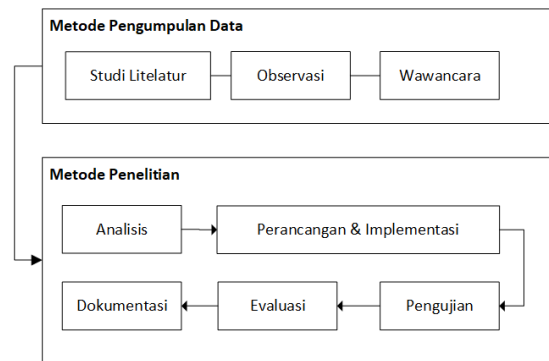 Metode Pengumpulan Data
Studi Litelatur
Observasi
Wawancara
Metode Penelitian
Analisis
Perancangan & Implementasi
Dokumentasi
Evaluasi
Pengujian